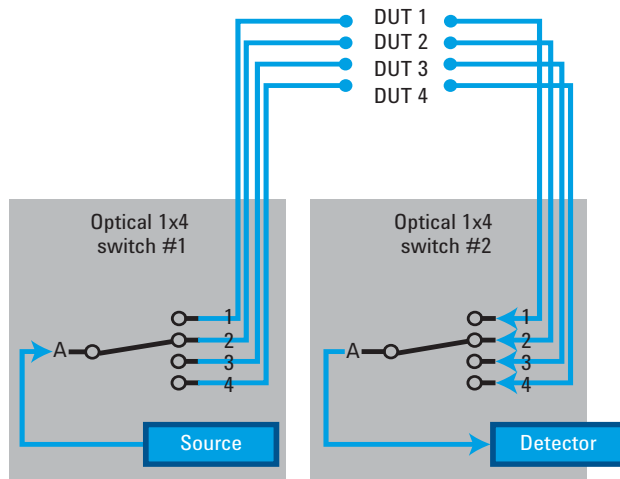 DUT 1
DUT 2
DUT 3
DUT 4
Optical 1x4
switch #1
A
1
2
3
4
Source
Optical 1x4
switch #2
A
1
2
3
4
Detector